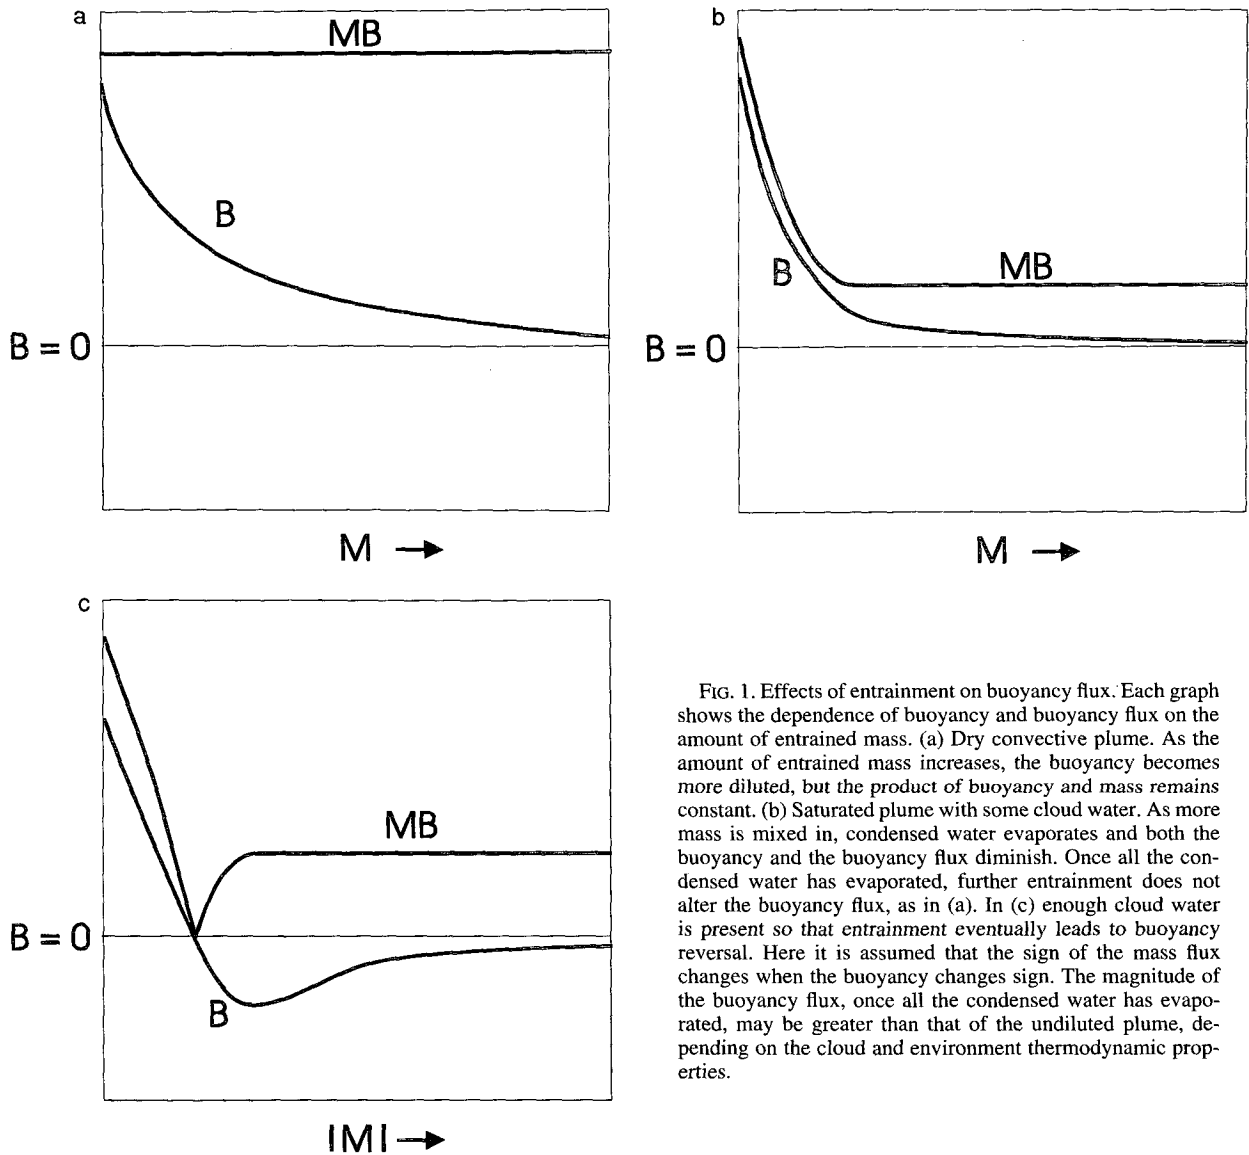 a
MB
B
B = 0
M →
b
MB
B
B = 0
M →
c
MB
B = 0
B
|M| →
FIG. 1. Effects of entrainment on buoyancy flux. Each graph
shows the dependence of buoyancy and buoyancy flux on the
amount of entrained mass. (a) Dry convective plume. As the
amount of entrained mass increases, the buoyancy becomes
more diluted, but the product of buoyancy and mass remains
constant. (b) Saturated plume with some cloud water. As more
mass is mixed in, condensed water evaporates and both the
buoyancy and the buoyancy flux diminish. Once all the con-
densed water has evaporated, further entrainment does not
alter the buoyancy flux, as in (a). In (c) enough cloud water
is present so that entrainment eventually leads to buoyancy
reversal. Here it is assumed that the sign of the mass flux
changes when the buoyancy changes sign. The magnitude of
the buoyancy flux, once all the condensed water has evapo-
rated, may be greater than that of the undiluted plume, de-
pending on the cloud and environment thermodynamic prop-
erties.